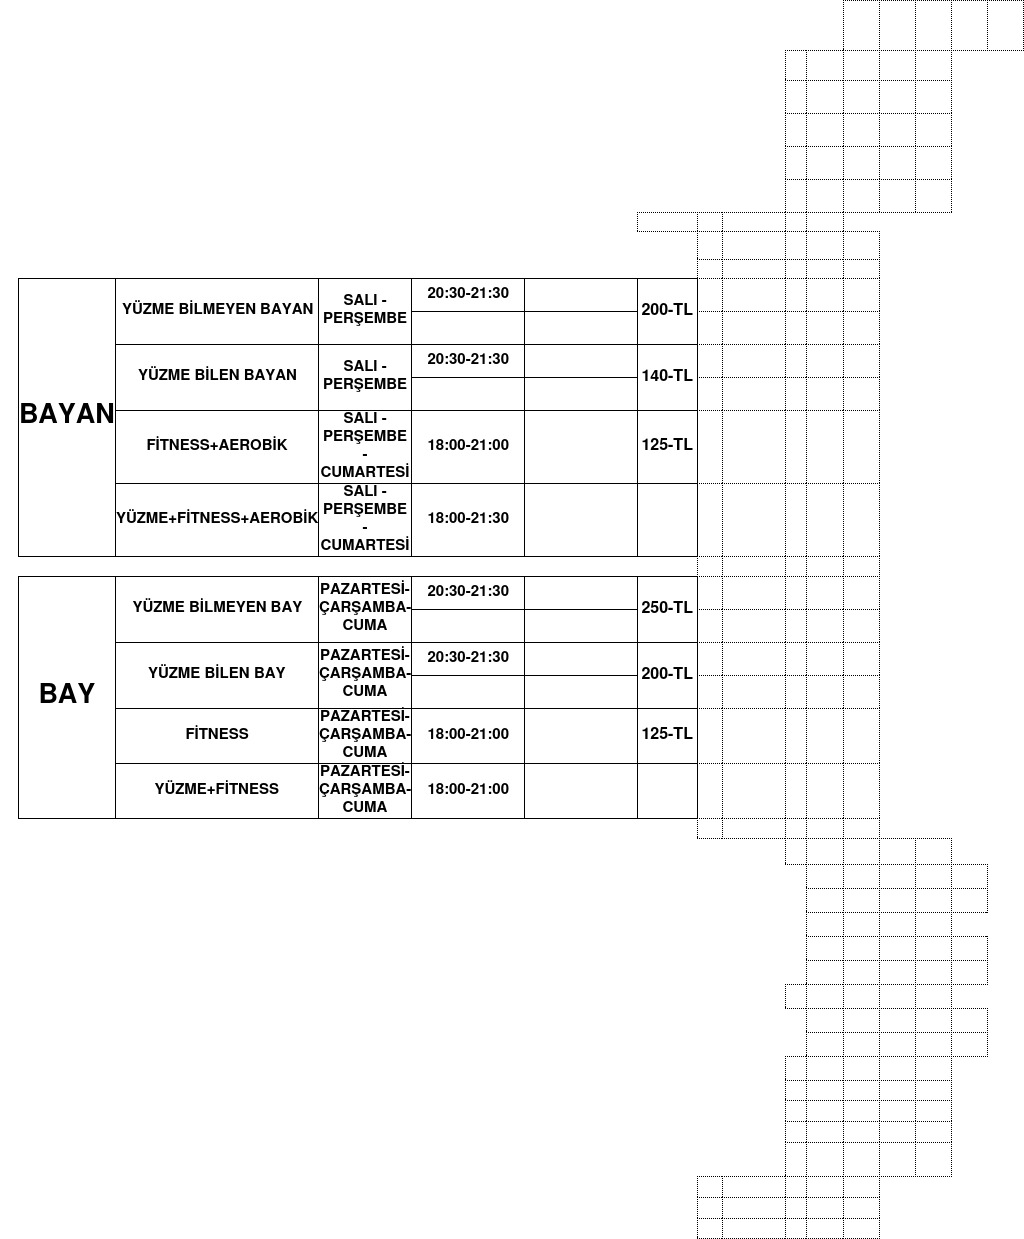 BAYAN
YÜZME BİLMEYEN BAYAN
SALI -
PERŞEMBE
20:30-21:30
200-TL
YÜZME BİLEN BAYAN
SALI -
PERŞEMBE
20:30-21:30
140-TL
FİTNESS+AEROBİK
SALI -
PERŞEMBE
-
CUMARTESİ
18:00-21:00
125-TL
YÜZME+FİTNESS+AEROBİK
SALI -
PERŞEMBE
-
CUMARTESİ
18:00-21:30
BAY
YÜZME BİLMEYEN BAY
PAZARTESİ-
ÇARŞAMBA-
CUMA
20:30-21:30
250-TL
YÜZME BİLEN BAY
PAZARTESİ-
ÇARŞAMBA-
CUMA
20:30-21:30
200-TL
FİTNESS
PAZARTESİ-
ÇARŞAMBA-
CUMA
18:00-21:00
125-TL
YÜZME+FİTNESS
PAZARTESİ-
ÇARŞAMBA-
CUMA
18:00-21:00